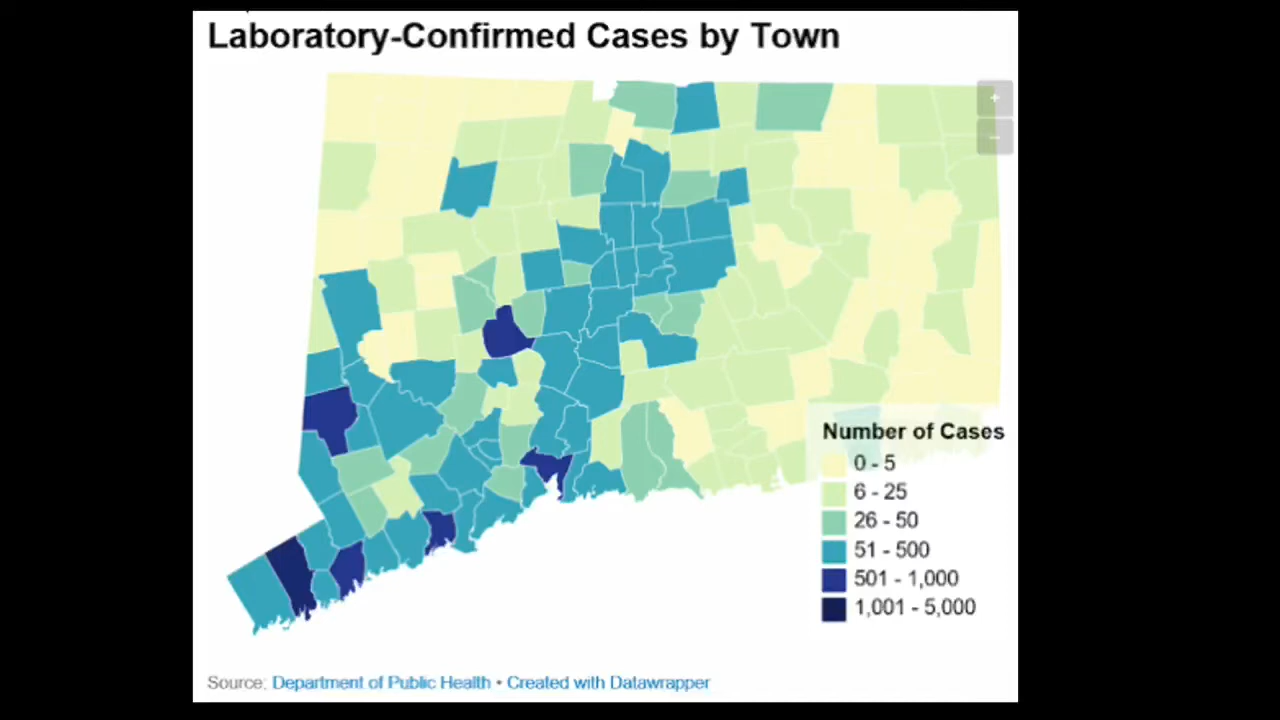 Laboratory-Confirmed Cases by Town
+
−
Number of Cases
0 - 5
6 - 25
26 - 50
51 - 500
501 - 1,000
1,001 - 5,000
Source: Department of Public Health • Created with Datawrapper